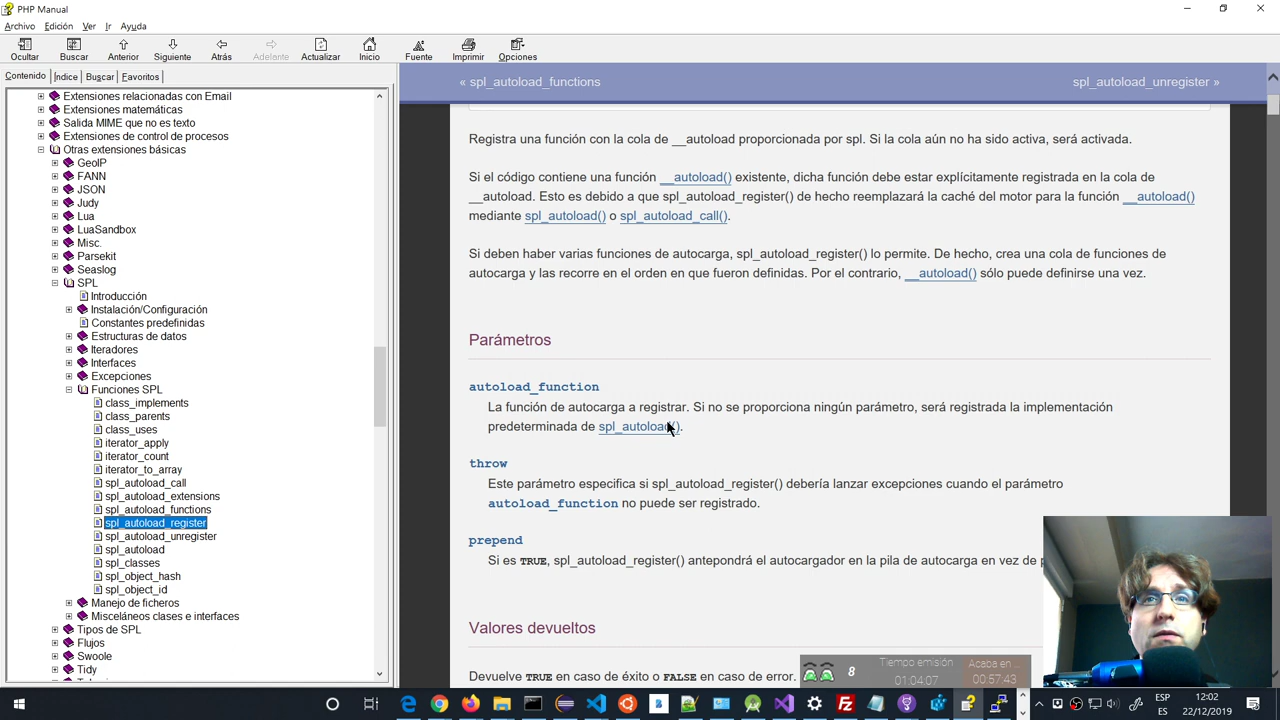 PHP Manual
Archivo Edición Ver Ir Ayuda
Ocultar Buscar Anterior Siguiente Atrás Adelante Actualizar Inicio Fuente Imprimir Opciones
Contenido Índice Buscar Favoritos
Extensiones relacionadas con Email
Extensiones matemáticas
Salida MIME que no es texto
Extensiones de control de procesos
Otras extensiones básicas
GeoIP
FANN
JSON
Judy
Lua
LuaSandbox
Misc.
Parsekit
Seaslog
SPL
Introducción
Instalación/Configuración
Constantes predefinidas
Estructuras de datos
Iteradores
Interfaces
Excepciones
Funciones SPL
class_implements
class_parents
class_uses
iterator_apply
iterator_count
iterator_to_array
spl_autoload_call
spl_autoload_extensions
spl_autoload_functions
spl_autoload_register
spl_autoload_unregister
spl_autoload
spl_classes
spl_object_hash
spl_object_id
Manejo de ficheros
Misceláneos clases e interfaces
Tipos de SPL
Flujos
Swoole
Tidy
« spl_autoload_functions
spl_autoload_unregister »
Registra una función con la cola de __autoload proporcionada por spl. Si la cola aún no ha sido activa, será activada.
Si el código contiene una función __autoload() existente, dicha función debe estar explícitamente registrada en la cola de
__autoload. Esto es debido a que spl_autoload_register() de hecho reemplazará la caché del motor para la función __autoload()
mediante spl_autoload() o spl_autoload_call().
Si deben haber varias funciones de autocarga, spl_autoload_register() lo permite. De hecho, crea una cola de funciones de
autocarga y las recorre en el orden en que fueron definidas. Por el contrario, __autoload() sólo puede definirse una vez.
Parámetros
autoload_function
La función de autocarga a registrar. Si no se proporciona ningún parámetro, será registrada la implementación
predeterminada de spl_autoload().
throw
Este parámetro especifica si spl_autoload_register() debería lanzar excepciones cuando el parámetro
autoload_function no puede ser registrado.
prepend
Si es TRUE, spl_autoload_register() antepondrá el autocargador en la pila de autocarga en vez de
Valores devueltos
Devuelve TRUE en caso de éxito o FALSE en caso de error.
8
Tiempo emisión
01:04:07
Acaba en ...
00:57:43
ESP
ES
12:02
22/12/2019